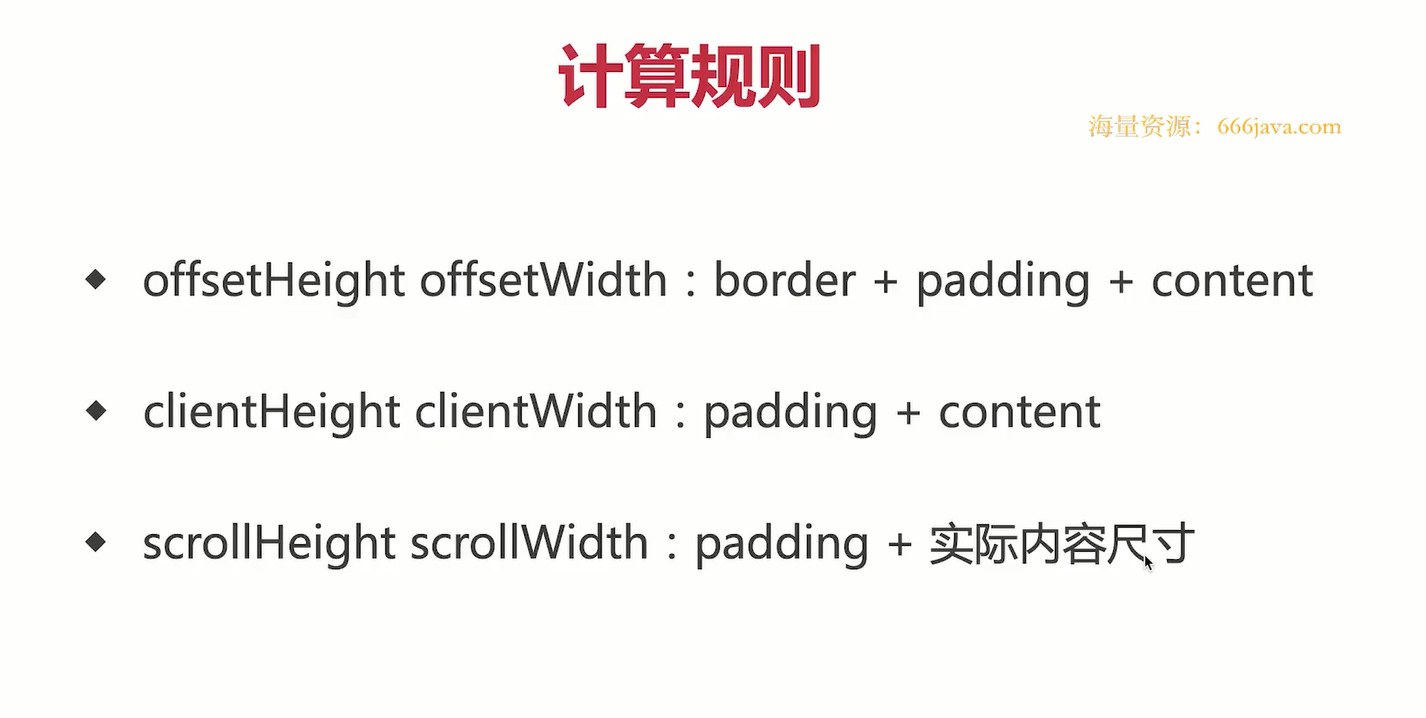 计算规则
海量资源：666java.com
offsetHeight offsetWidth：border + padding + content
clientHeight clientWidth：padding + content
scrollHeight scrollWidth：padding + 实际内容尺寸